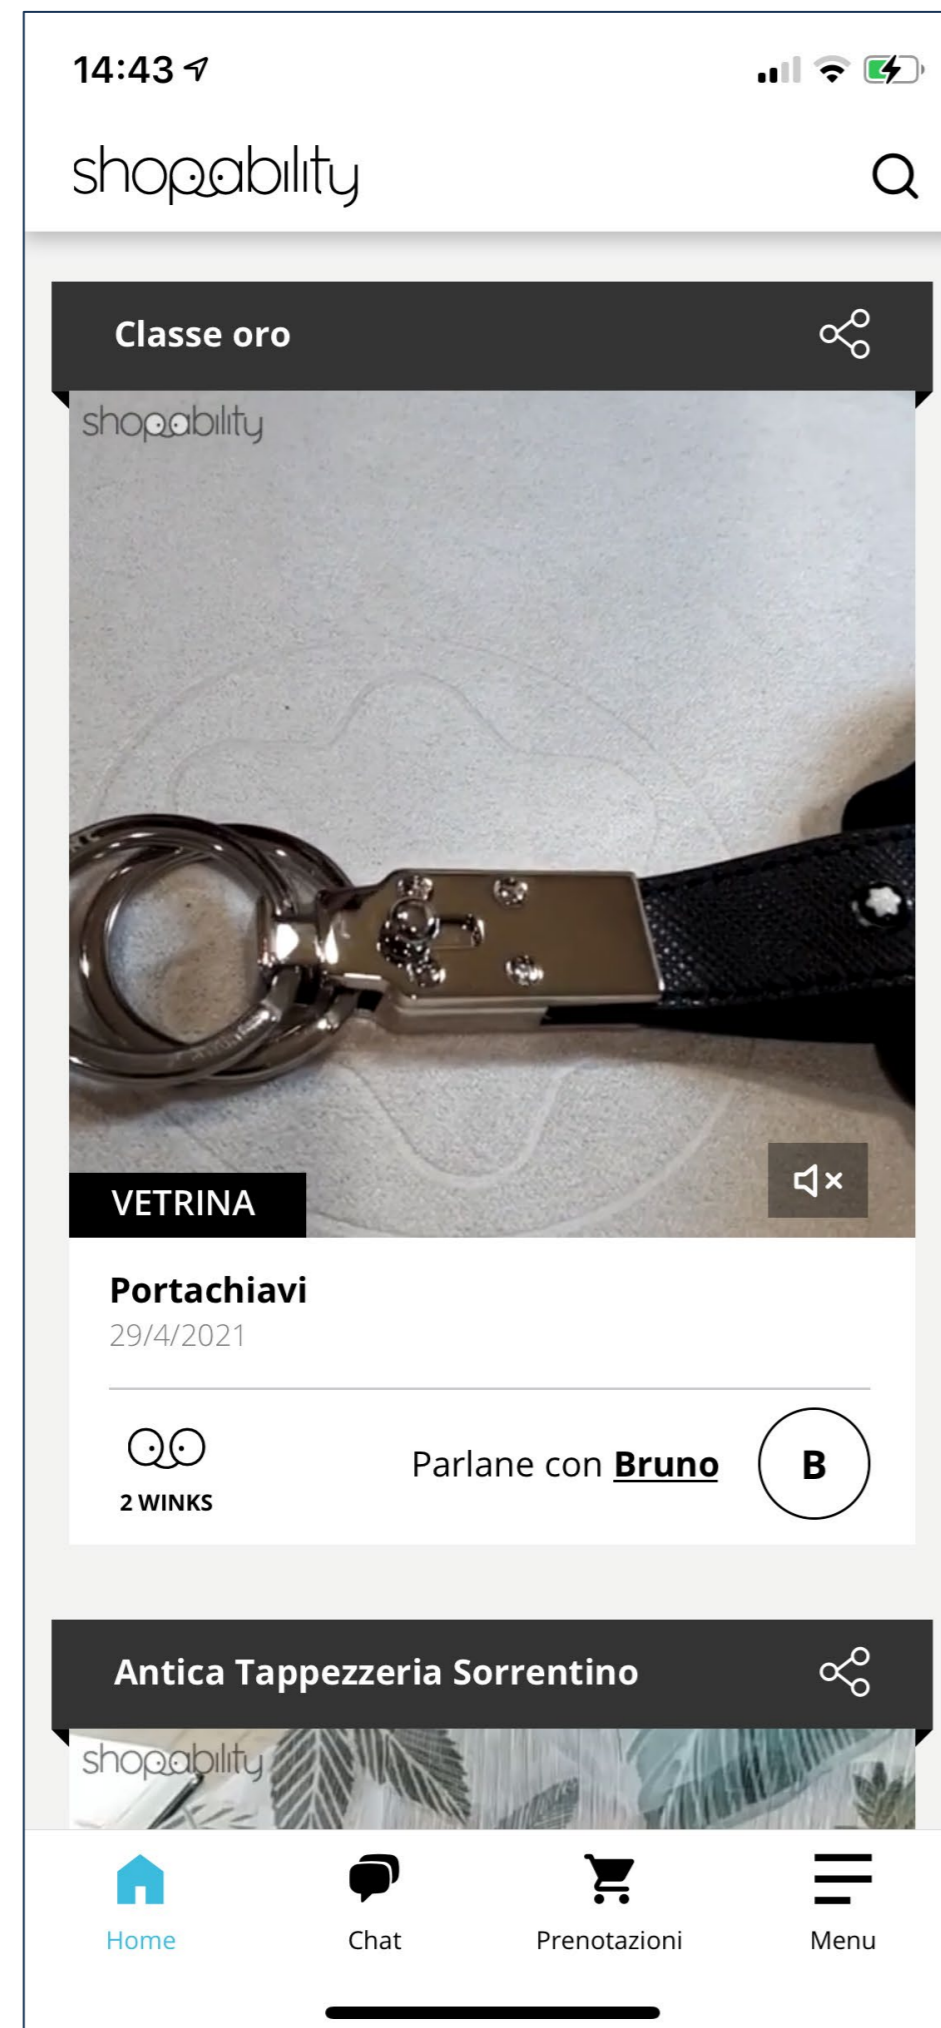 14:43
shopability
Classe oro
shopability
VETRINA
Portachiavi
29/4/2021
2 WINKS
Parlane con Bruno
B
Antica Tappezzeria Sorrentino
shopability
Home
Chat
Prenotazioni
Menu